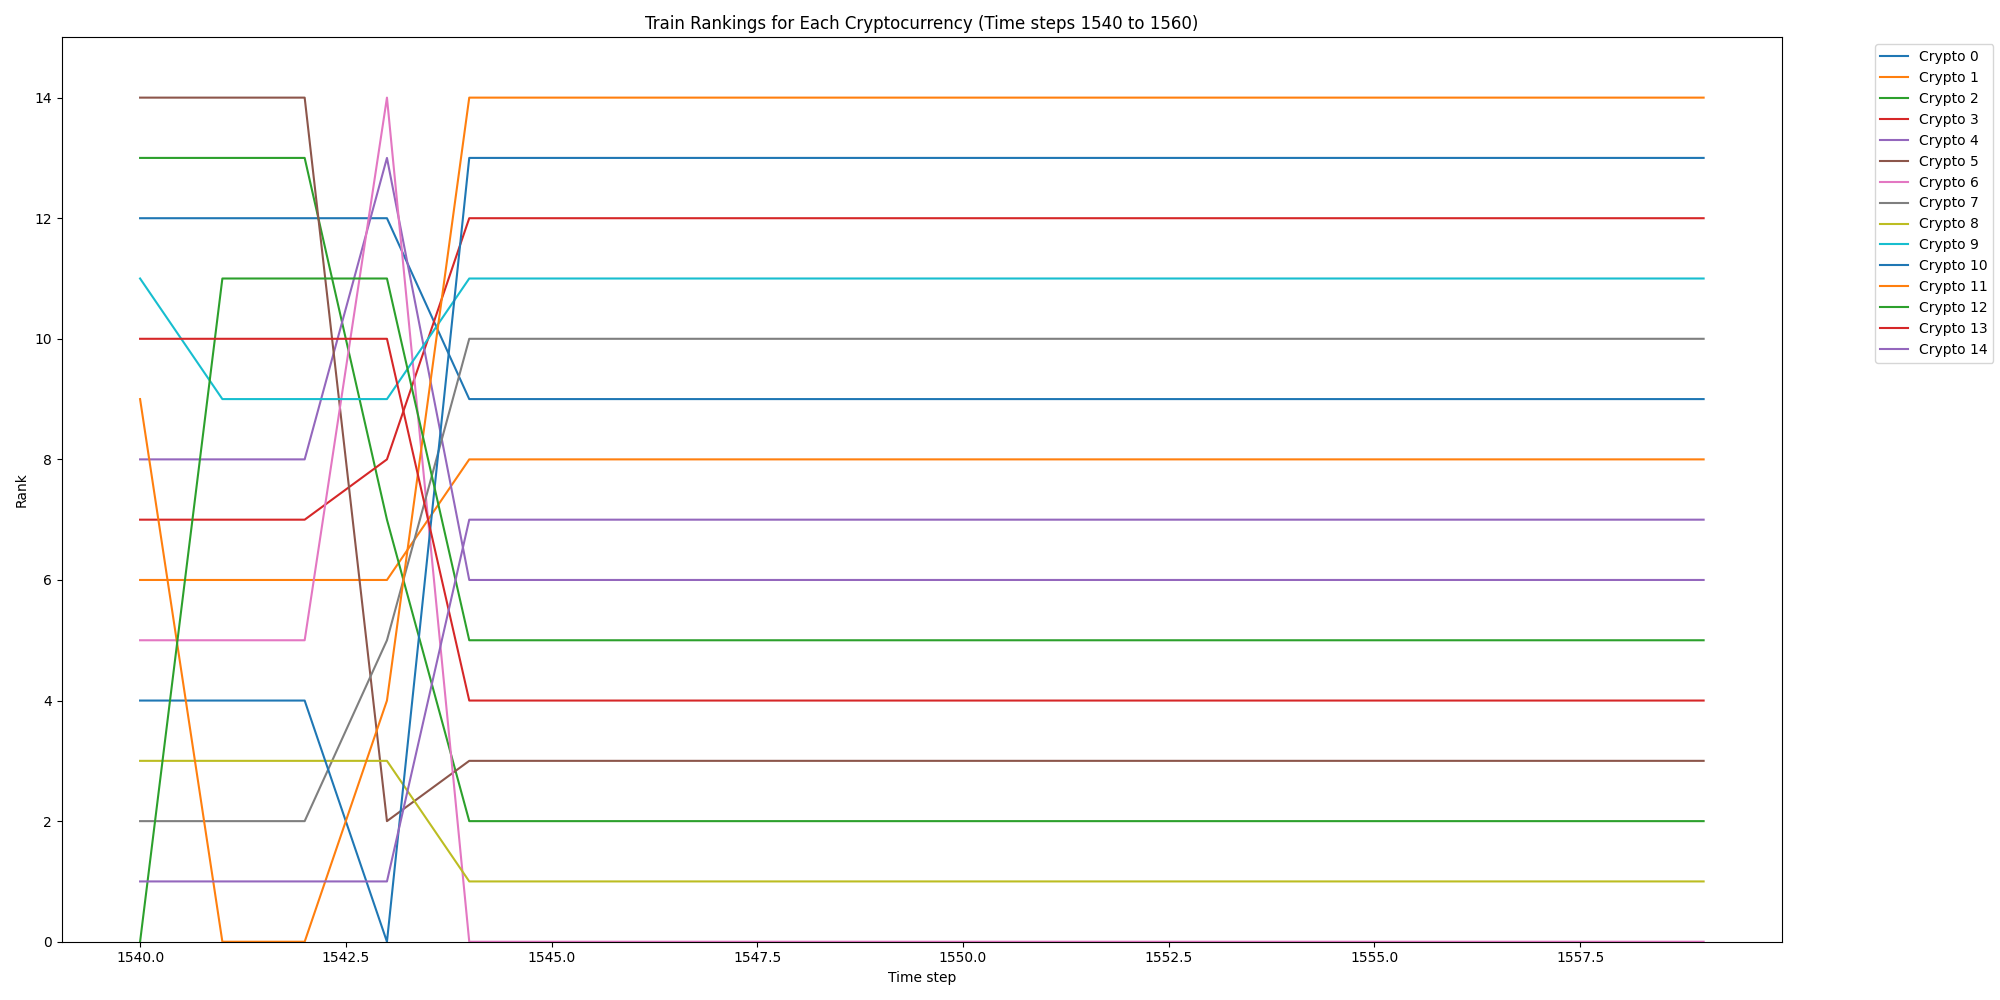 Train Rankings for Each Cryptocurrency (Time steps 1540 to 1560)
Rank
14
12
10
8
6
4
2
0
1540.0 1542.5 1545.0 1547.5 1550.0 1552.5 1555.0 1557.5
Time step
Crypto 0
Crypto 1
Crypto 2
Crypto 3
Crypto 4
Crypto 5
Crypto 6
Crypto 7
Crypto 8
Crypto 9
Crypto 10
Crypto 11
Crypto 12
Crypto 13
Crypto 14